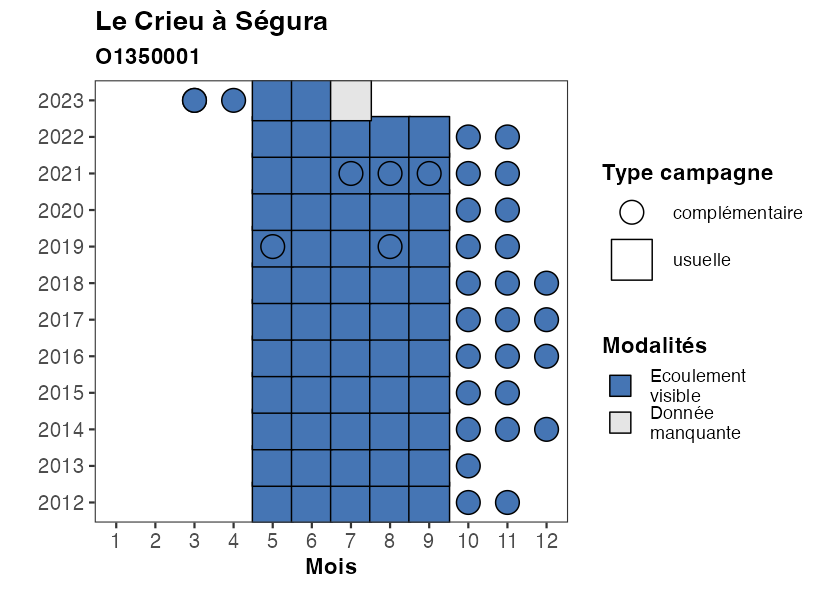 Le Crieu à Ségura
O1350001
2023
2022
2021
2020
2019
2018
2017
2016
2015
2014
2013
2012
1 2 3 4 5 6 7 8 9 10 11 12
Mois
Type campagne
complémentaire
usuelle
Modalités
Ecoulement
visible
Donnée
manquante